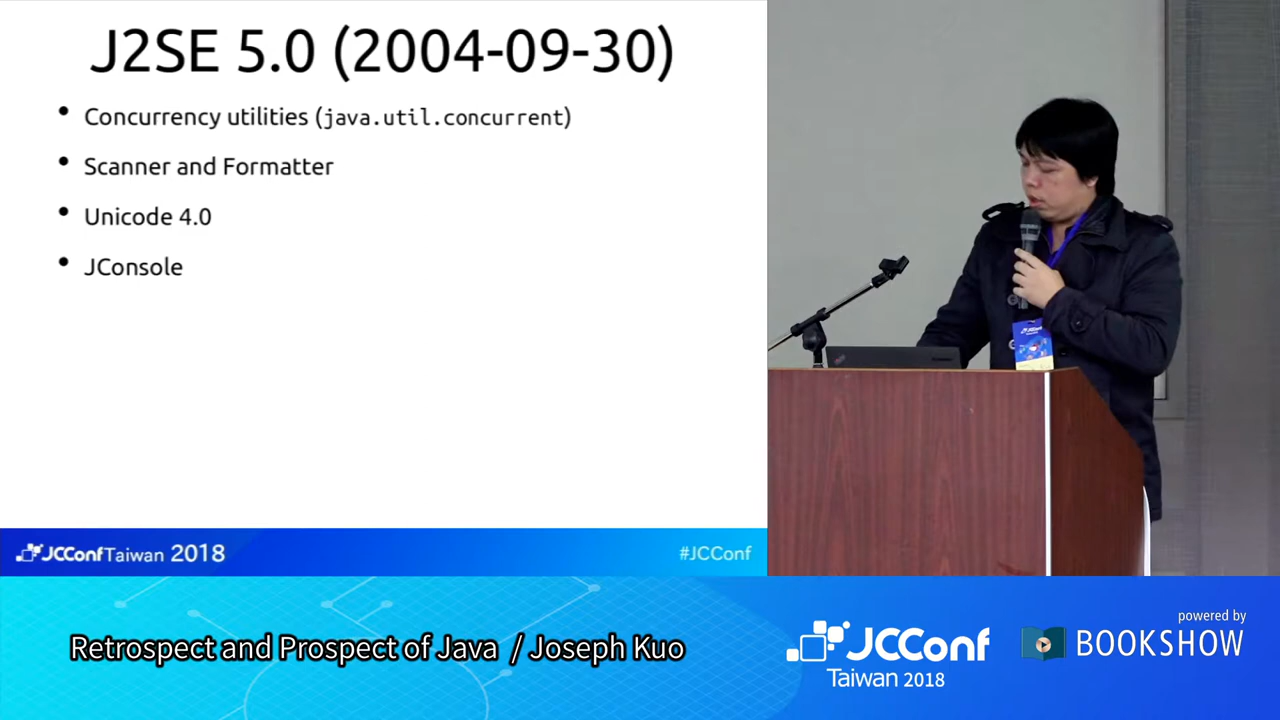 J2SE 5.0 (2004-09-30)
• Concurrency utilities (java.util.concurrent)
• Scanner and Formatter
• Unicode 4.0
• JConsole
JCConf Taiwan 2018
#JCConf
Retrospect and Prospect of Java / Joseph Kuo
JCConf
Taiwan 2018
powered by
BOOKSHOW